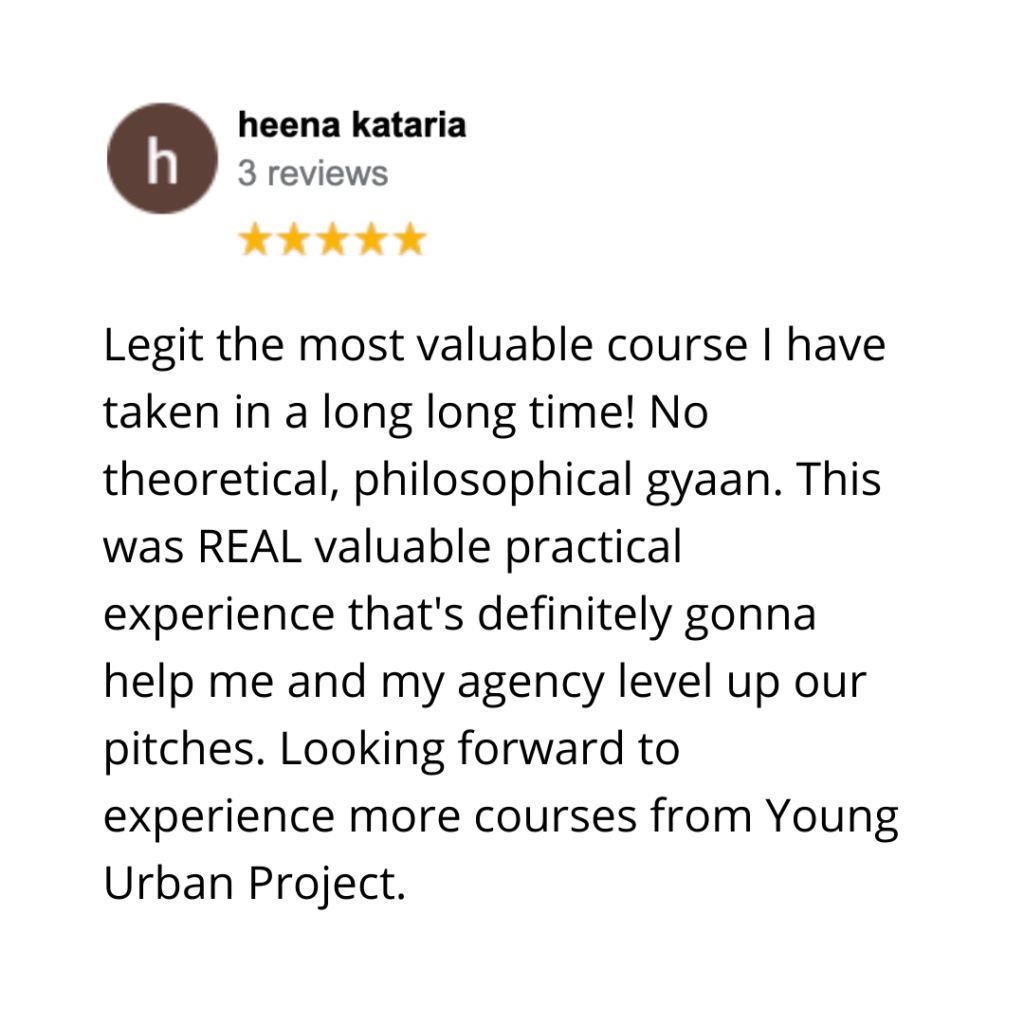 h
heena kataria
3 reviews
Legit the most valuable course I have
taken in a long long time! No
theoretical, philosophical gyaan. This
was REAL valuable practical
experience that's definitely gonna
help me and my agency level up our
pitches. Looking forward to
experience more courses from Young
Urban Project.